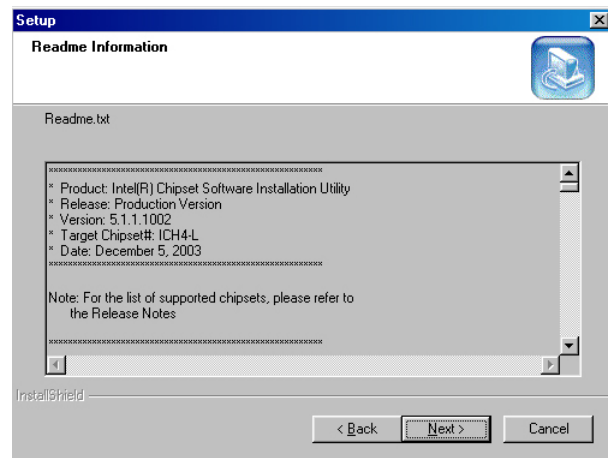 Setup
Readme Information
Readme.txt
************************************************************
* Product: Intel(R) Chipset Software Installation Utility
* Release: Production Version
* Version: 5.1.1.1002
* Target Chipset#: ICH4-L
* Date: December 5, 2003
************************************************************
Note: For the list of supported chipsets, please refer to
the Release Notes
************************************************************
InstallShield
< Back
Next >
Cancel